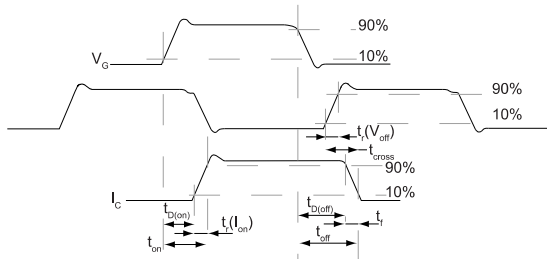 90%
V_G
10%
90%
10%
t_r(V_off)
t_cross
90%
I_C
10%
t_D(on)
t_D(off)
t_r(I_on)
t_f
t_on
t_off